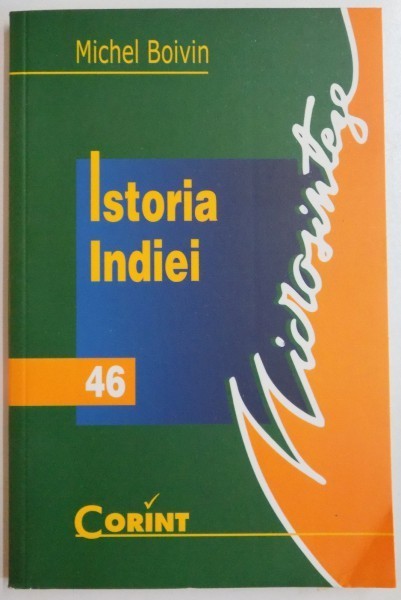 Michel Boivin
Istoria
Indiei
Microsinteze
46
CORINT